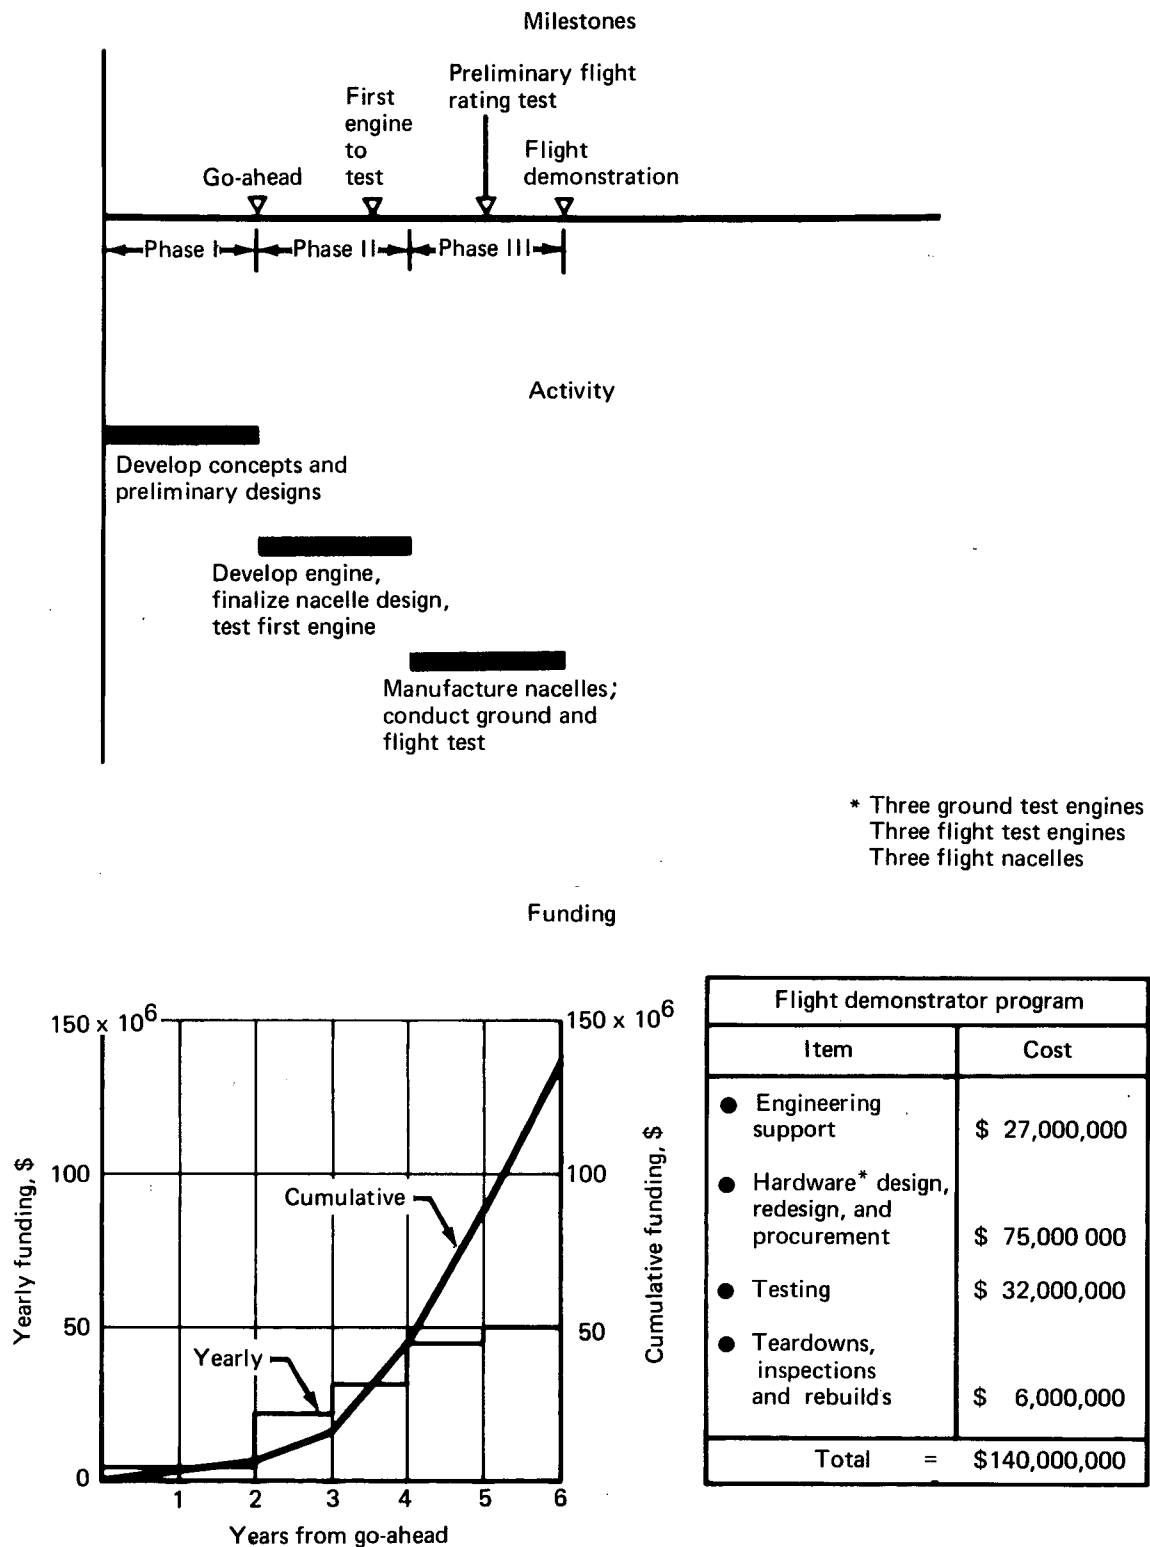 Milestones
Preliminary flight
rating test
First
engine
to
test
Flight
demonstration
Go-ahead
Phase I
Phase II
Phase III
Activity
Develop concepts and
preliminary designs
Develop engine,
finalize nacelle design,
test first engine
Manufacture nacelles;
conduct ground and
flight test
* Three ground test engines
Three flight test engines
Three flight nacelles
Funding
150 x 10⁶
100
50
0
Yearly funding, $
Cumulative
Yearly
150 x 10⁶
100
50
Cumulative funding, $
1 2 3 4 5 6
Years from go-ahead
Flight demonstrator program
Item Cost
● Engineering
support $ 27,000,000
● Hardware* design,
redesign, and
procurement $ 75,000 000
● Testing $ 32,000,000
● Teardowns,
inspections
and rebuilds $ 6,000,000
Total = $140,000,000